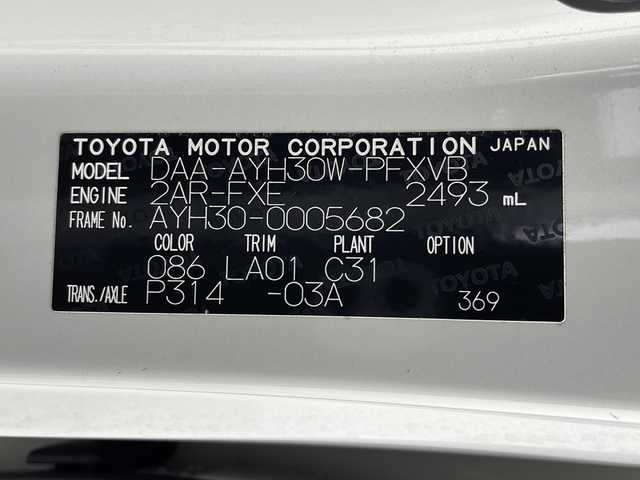 TOYOTA MOTOR CORPORATION JAPAN
MODEL DAA-AYH30W-PFXVB
ENGINE 2AR-FXE 2493 mL
FRAME No. AYH30-0005682
COLOR TRIM PLANT OPTION
086 LA01 C31
TRANS./AXLE P314 -03A 369